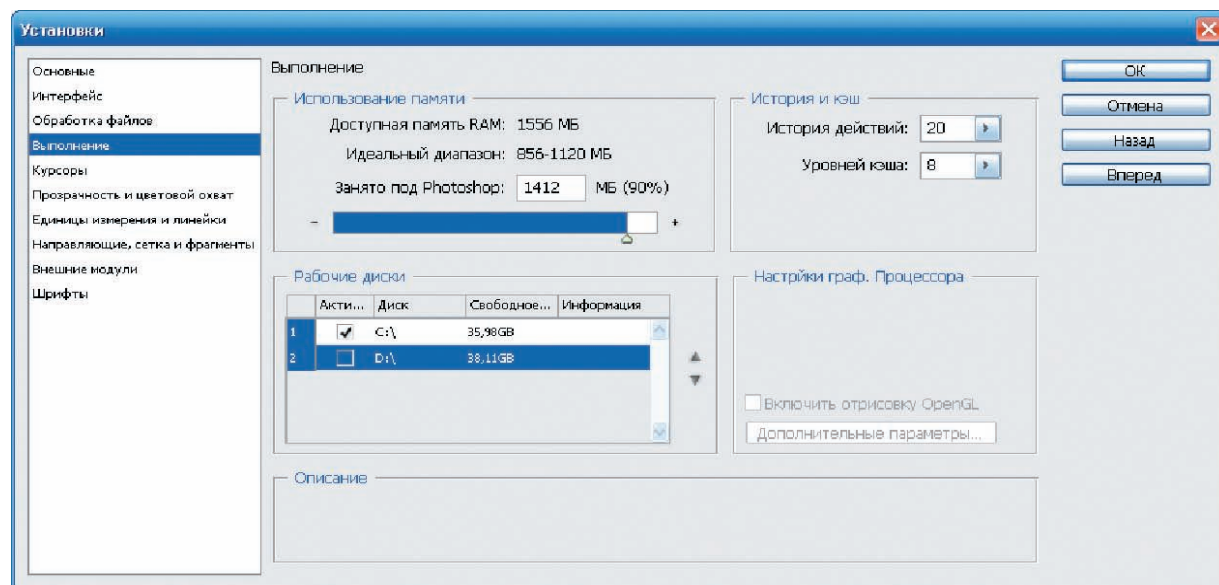 Установки
Основные
Интерфейс
Обработка файлов
Выполнение
Курсоры
Прозрачность и цветовой охват
Единицы измерения и линейки
Направляющие, сетка и фрагменты
Внешние модули
Шрифты
Выполнение
Использование памяти
Доступная память RAM: 1556 МБ
Идеальный диапазон: 856-1120 МБ
Занято под Photoshop: 1412 МБ (90%)
- +
История и кэш
История действий: 20
Уровней кэша: 8
Рабочие диски
Акти... Диск Свободное... Информация
1 C:\ 35,98GB
2 D:\ 38,11GB
Настрйки граф. Процессора
Включить отрисовку OpenGL
Дополнительные параметры...
Описание
ОК
Отмена
Назад
Вперед